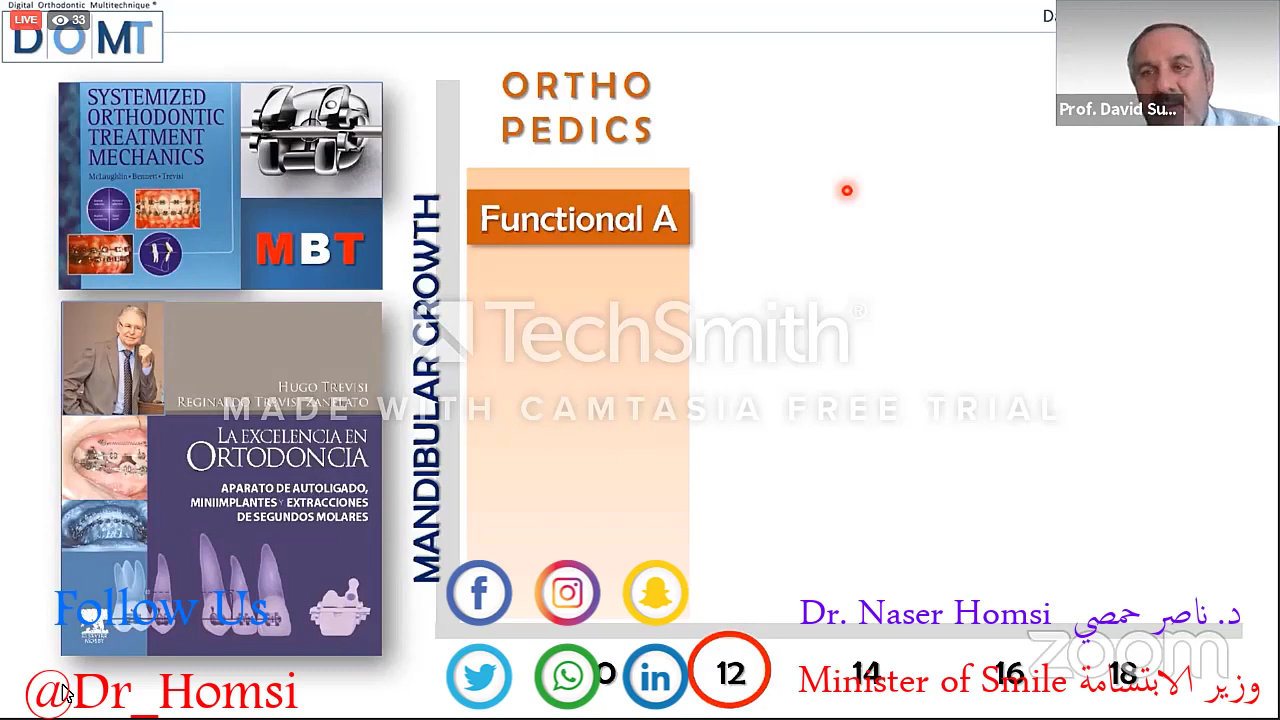 Digital Orthodontic Multitechnique®
LIVE 33
DOMT
Prof. David Su...
ORTHO
PEDICS
SYSTEMIZED
ORTHODONTIC
TREATMENT
MECHANICS
McLaughlin • Bennett • Trevisi
MBT
MANDIBULAR GROWTH
Functional A
TechSmith®
MADE WITH CAMTASIA FREE TRIAL
HUGO TREVISI
REGINALDO TREVISI ZANELATO
LA EXCELENCIA EN
ORTODONCIA
APARATO DE AUTOLIGADO,
MINIIMPLANTES Y EXTRACCIONES
DE SEGUNDOS MOLARES
ELSEVIER
MOSBY
Follow Us
@Dr_Homsi
Dr. Naser Homsi د. ناصر حمصي
zoom
12 14 16 18
Minister of Smile وزير الابتسامة